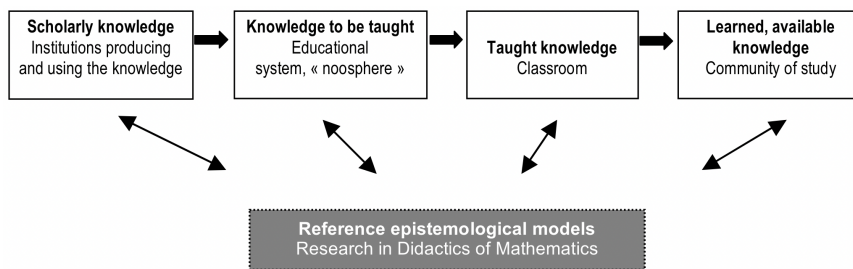 Scholarly knowledge
Institutions producing
and using the knowledge
Knowledge to be taught
Educational
system, « noosphere »
Taught knowledge
Classroom
Learned, available
knowledge
Community of study
Reference epistemological models
Research in Didactics of Mathematics